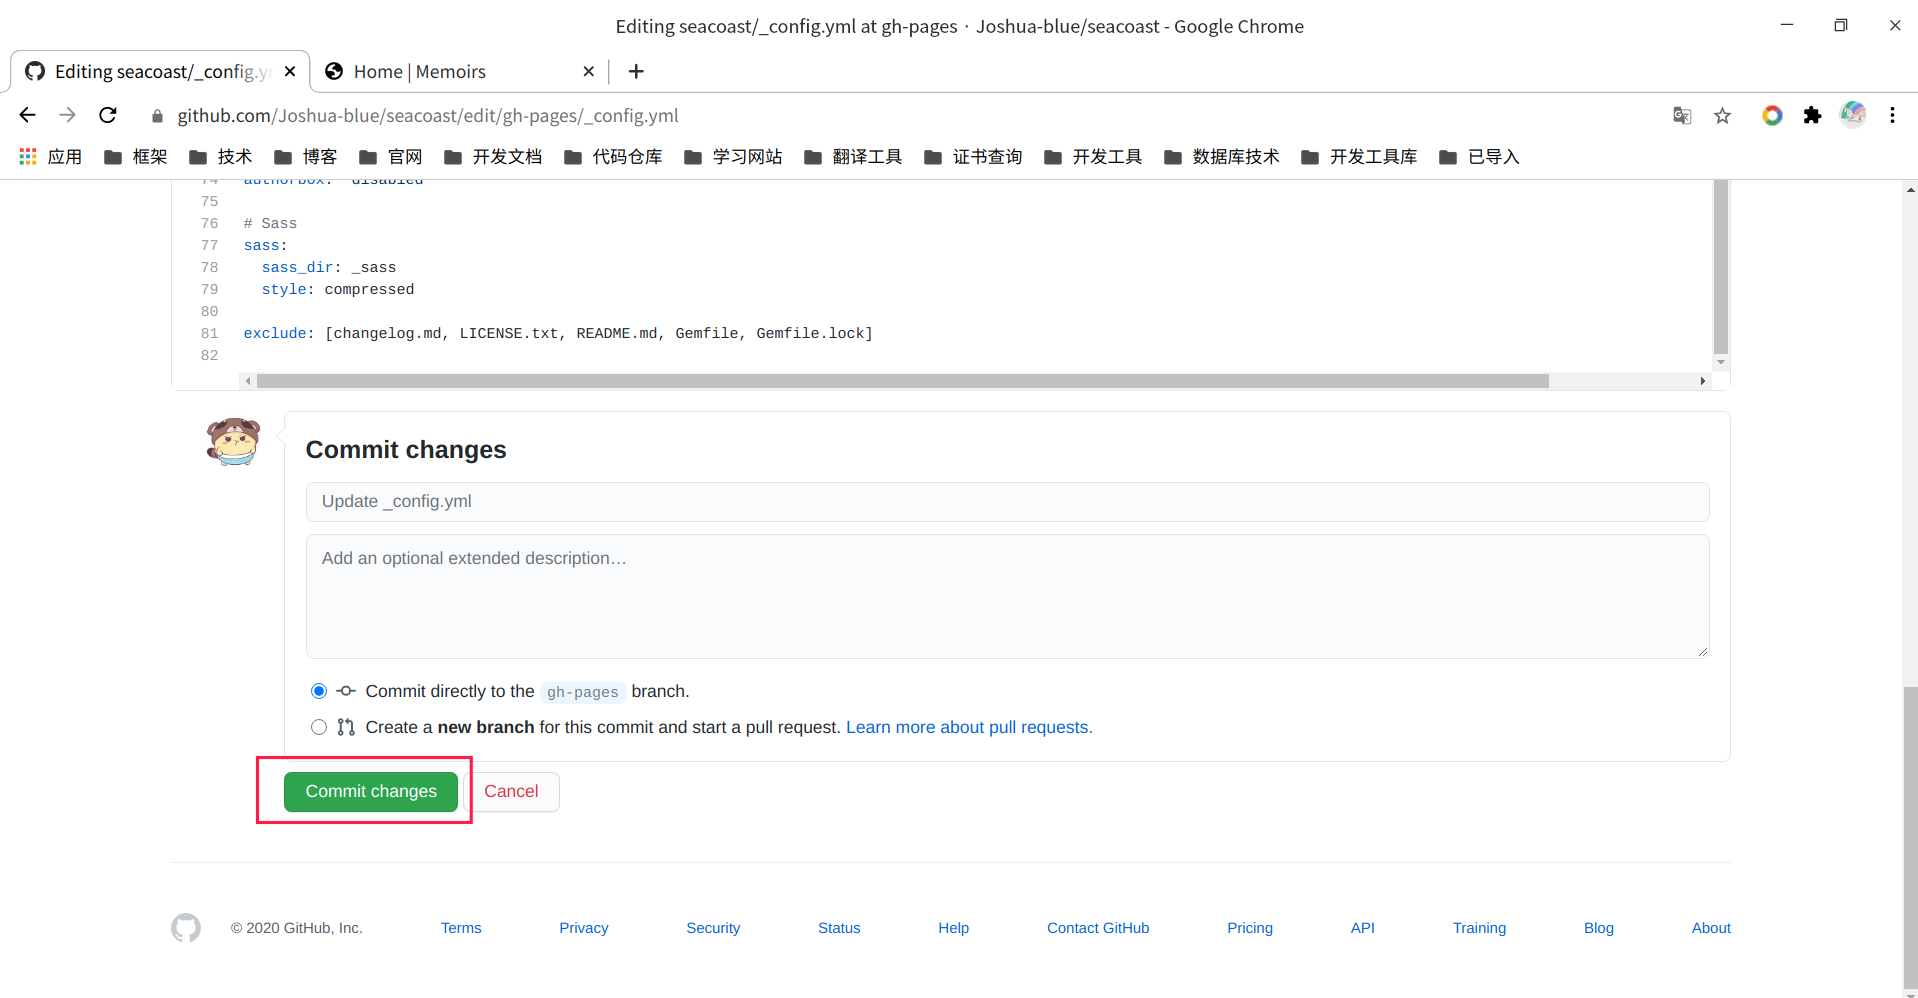 Editing seacoast/_config.yml at gh-pages · Joshua-blue/seacoast - Google Chrome
Editing seacoast/_config.y
Home | Memoirs
github.com/Joshua-blue/seacoast/edit/gh-pages/_config.yml
应用 框架 技术 博客 官网 开发文档 代码仓库 学习网站 翻译工具 证书查询 开发工具 数据库技术 开发工具库 已导入
74 authorbox: disabled
75
76 # Sass
77 sass:
78 sass_dir: _sass
79 style: compressed
80
81 exclude: [changelog.md, LICENSE.txt, README.md, Gemfile, Gemfile.lock]
82
Commit changes
Update _config.yml
Add an optional extended description…
Commit directly to the gh-pages branch.
Create a new branch for this commit and start a pull request. Learn more about pull requests.
Commit changes Cancel
© 2020 GitHub, Inc. Terms Privacy Security Status Help Contact GitHub Pricing API Training Blog About